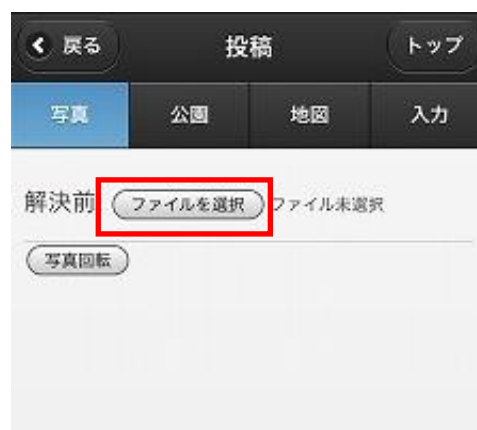 戻る 投稿 トップ
写真 公園 地図 入力
解決前 ファイルを選択 ファイル未選択
写真回転